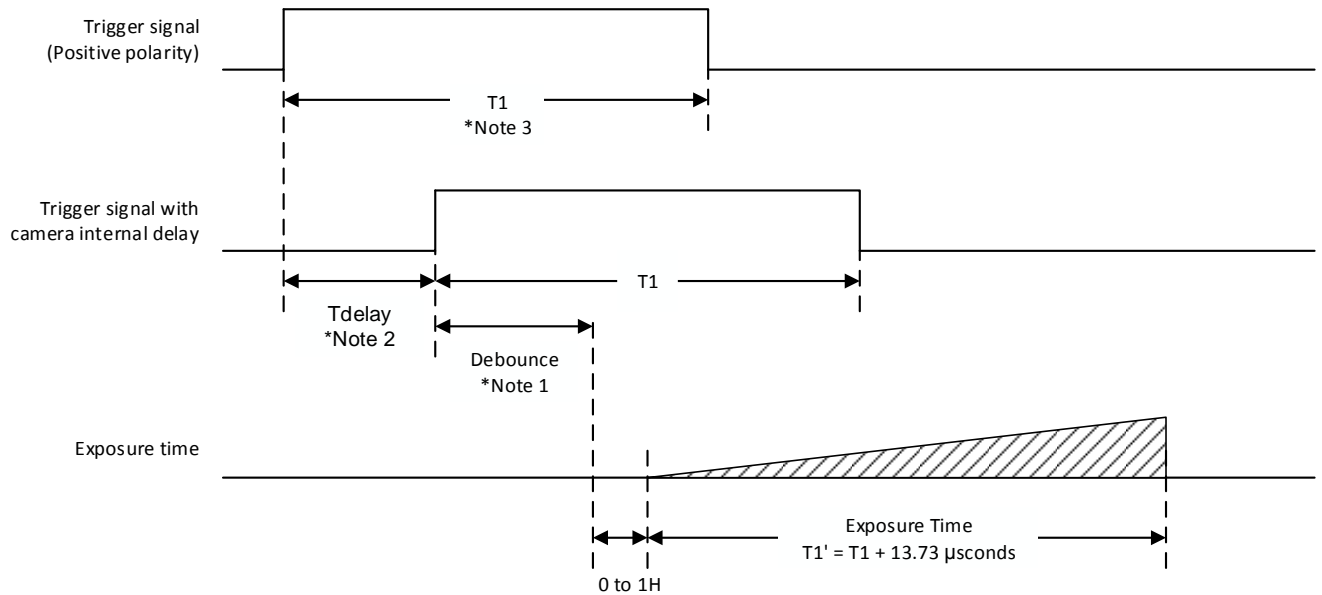 Trigger signal
(Positive polarity)
T1
*Note 3
Trigger signal with
camera internal delay
T1
Tdelay
*Note 2
Debounce
*Note 1
Exposure time
Exposure Time
T1' = T1 + 13.73 µsconds
0 to 1H